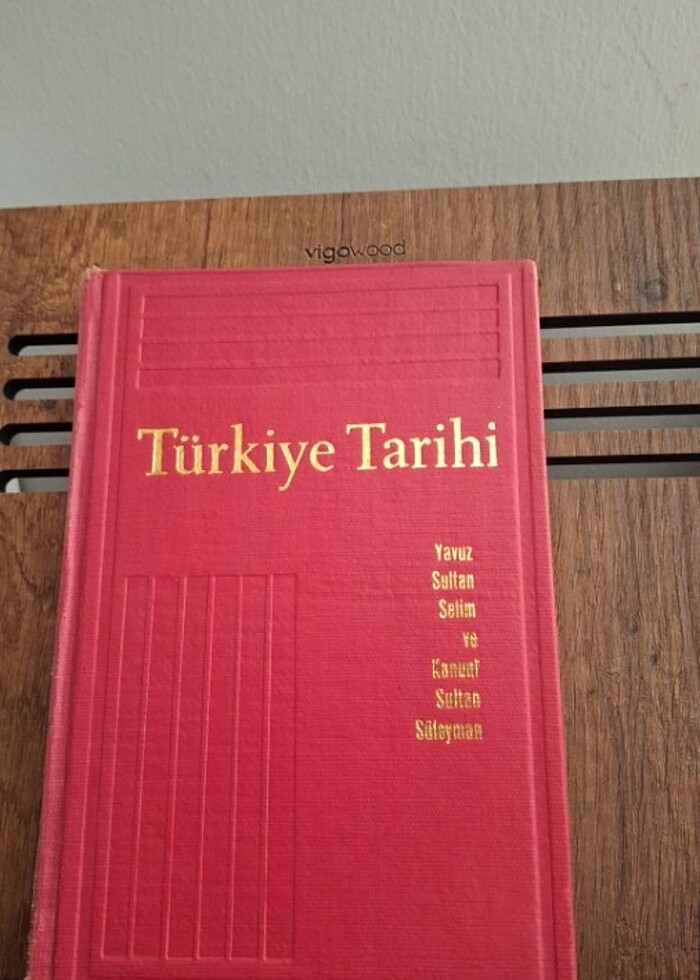 vigowood
Türkiye Tarihi
Yavuz
Sultan
Selim
ve
Kanunî
Sultan
Süleyman